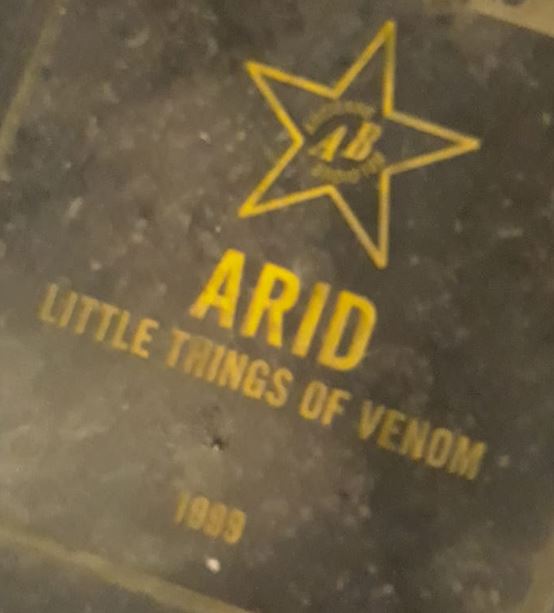 AB
ARID
LITTLE THINGS OF VENOM
1999